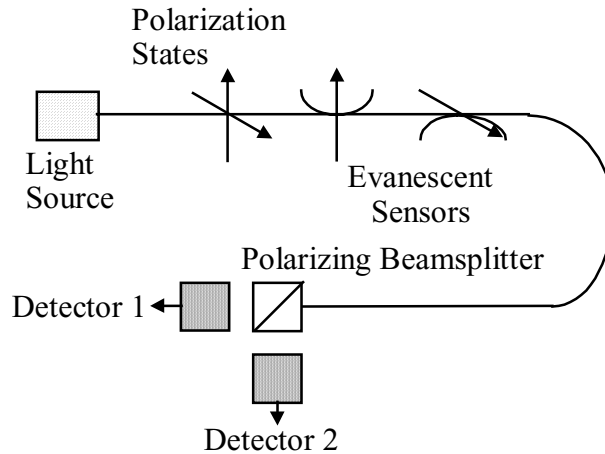 Polarization
States
Light
Source
Evanescent
Sensors
Polarizing Beamsplitter
Detector 1
Detector 2